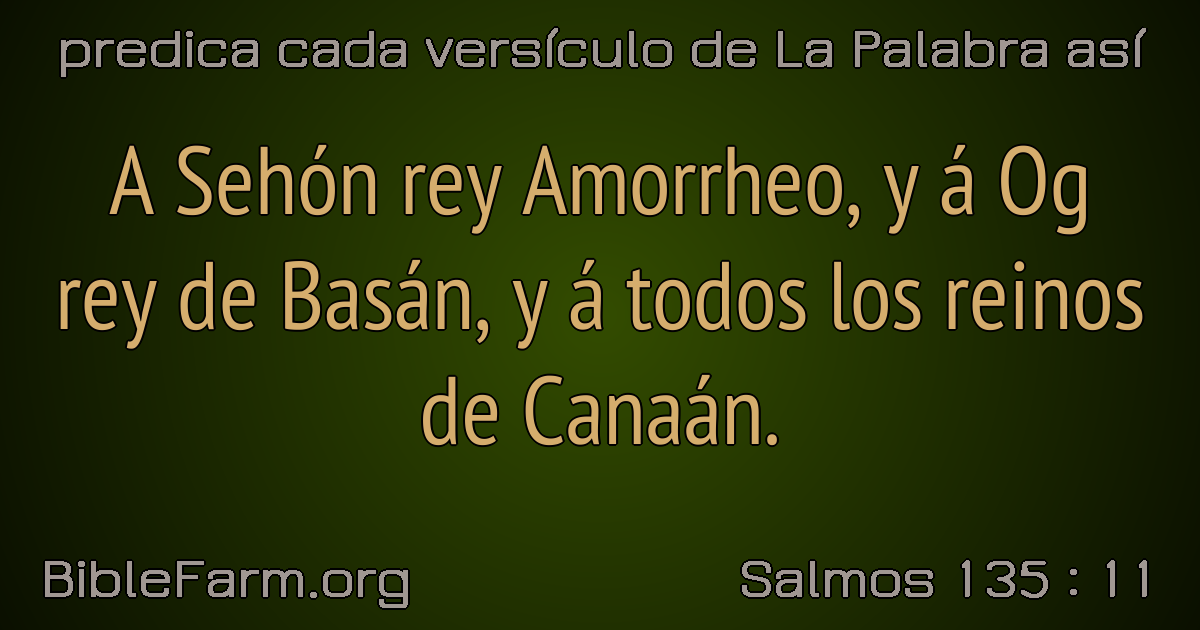 predica cada versículo de La Palabra así
A Sehón rey Amorrheo, y á Og
rey de Basán, y á todos los reinos
de Canaán.
BibleFarm.org
Salmos 135 : 11